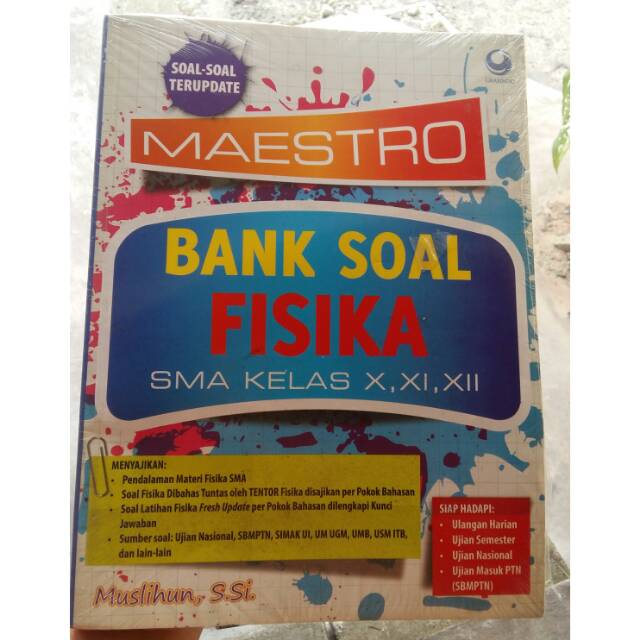 SOAL-SOAL
TERUPDATE
MAESTRO
BANK SOAL
FISIKA
SMA KELAS X, XI, XII
MENYAJIKAN:
• Pendalaman Materi Fisika SMA
• Soal Fisika Dibahas Tuntas oleh TENTOR Fisika disajikan per Pokok Bahasan
• Soal Latihan Fisika Fresh Update per Pokok Bahasan dilengkapi Kunci
Jawaban
• Sumber soal: Ujian Nasional, SBMPTN, SIMAK UI, UM UGM, UMB, USM ITB,
dan lain-lain
SIAP HADAPI:
• Ulangan Harian
• Ujian Semester
• Ujian Nasional
• Ujian Masuk PTN
(SBMPTN)
Muslihun, S.Si.